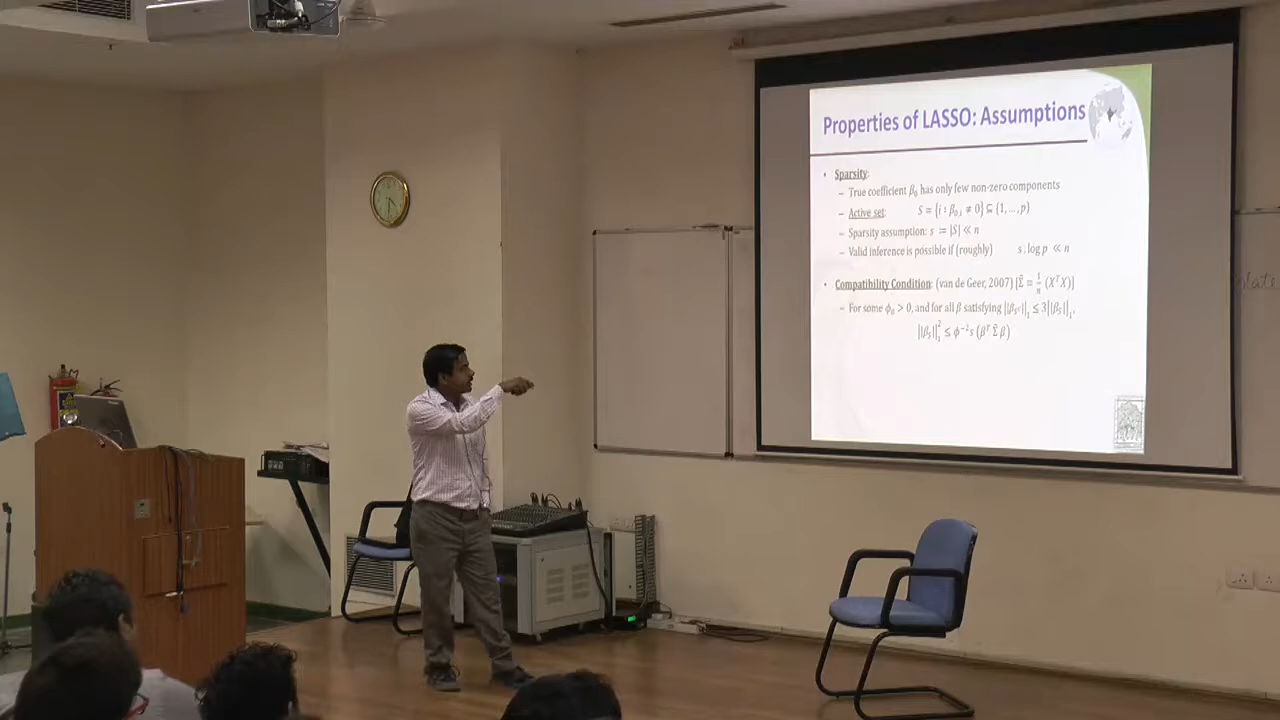 Properties of LASSO: Assumptions
• Sparsity:
– True coefficient β₀ has only few non-zero components
– Active set: S = {i : β₀,ᵢ ≠ 0} ⊆ {1, ..., p}
– Sparsity assumption: s := |S| ≪ n
– Valid inference is possible if (roughly) s . log p ≪ n
• Compatibility Condition: (van de Geer, 2007) [Σ̂ = 1/n (XᵀX)]
– For some ϕ₀ > 0, and for all β satisfying ||β_Sᶜ||₁ ≤ 3||β_S||₁,
||β_S||₁² ≤ ϕ⁻² s (βᵀ Σ̂ β)